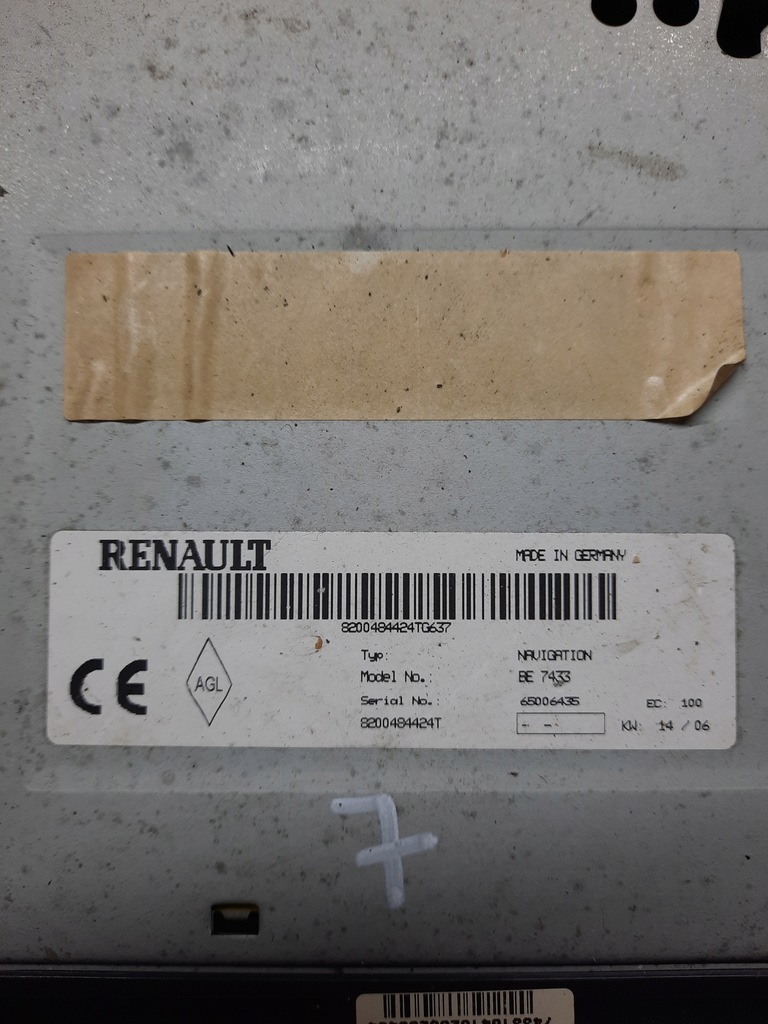 RENAULT
MADE IN GERMANY
8200484424TG637
Typ: NAVIGATION
Model No.: BE 7433
Serial No.: 65006435 EC: 100
8200484424T - - KW: 14 / 06
CE
AGL
7